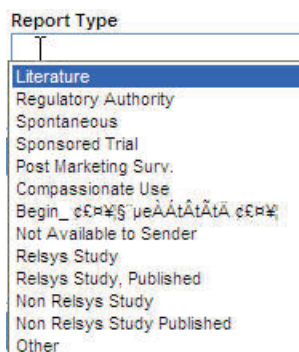 Report Type
Literature
Regulatory Authority
Spontaneous
Sponsored Trial
Post Marketing Surv.
Compassionate Use
Begin_ ¢£¤¥¦§¨µeÀÁtÂtÃtÄ ¢£¤¥¦
Not Available to Sender
Relsys Study
Relsys Study, Published
Non Relsys Study
Non Relsys Study Published
Other